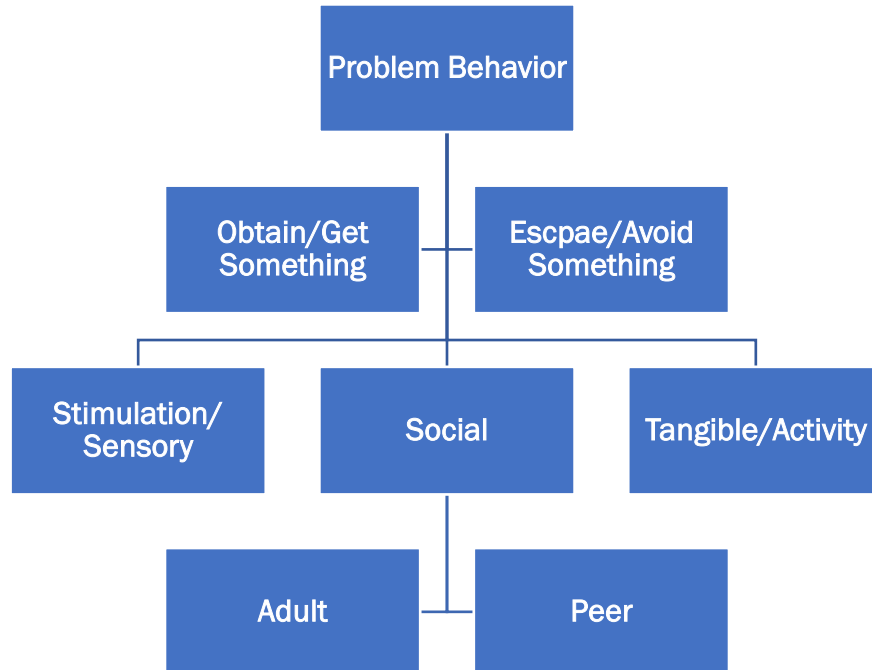 Problem Behavior
Obtain/Get
Something
Escpae/Avoid
Something
Stimulation/
Sensory
Social
Tangible/Activity
Adult
Peer